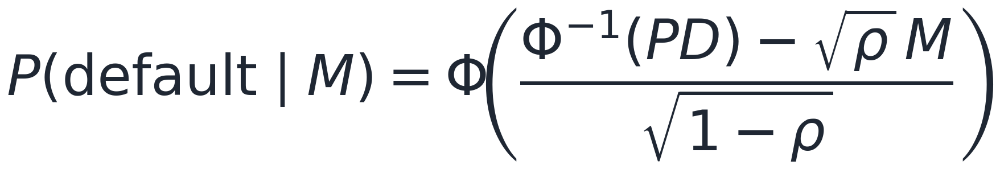 P(default | M) = Φ( (Φ⁻¹(PD) − √ρ M) / √(1 − ρ) )